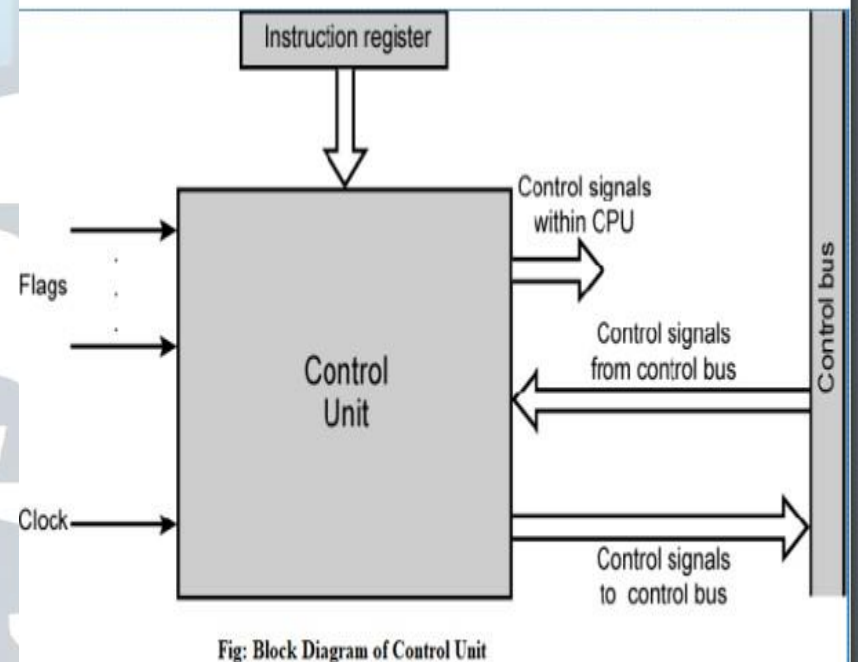 Instruction register
Control signals
within CPU
Flags
Control signals
from control bus
Control bus
Control
Unit
Clock
Control signals
to control bus
Fig: Block Diagram of Control Unit